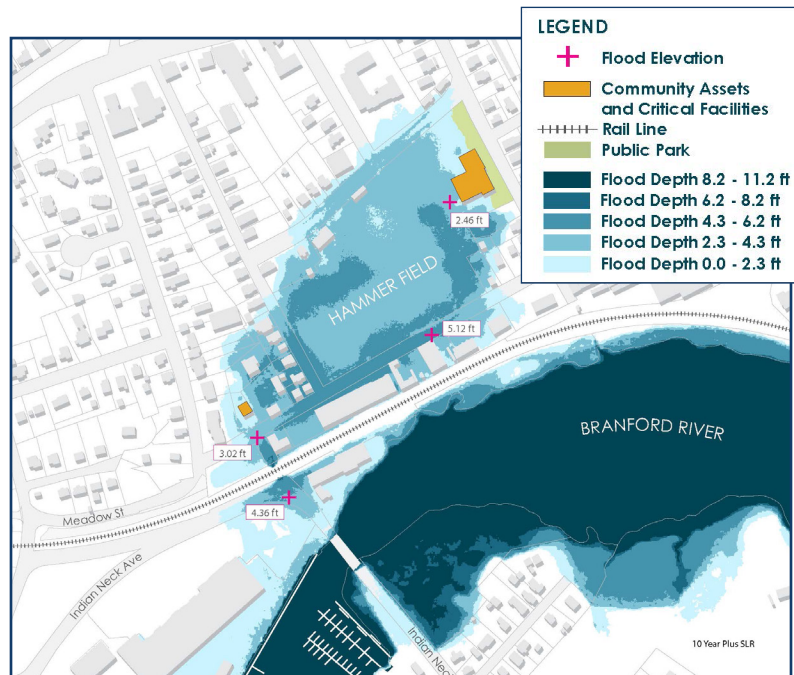 LEGEND
Flood Elevation
Community Assets
and Critical Facilities
Rail Line
Public Park
Flood Depth 8.2 - 11.2 ft
Flood Depth 6.2 - 8.2 ft
Flood Depth 4.3 - 6.2 ft
Flood Depth 2.3 - 4.3 ft
Flood Depth 0.0 - 2.3 ft
2.46 ft
HAMMER FIELD
5.12 ft
BRANFORD RIVER
3.02 ft
4.36 ft
Meadow St
Indian Neck Ave
Indian Neck
10 Year Plus SLR